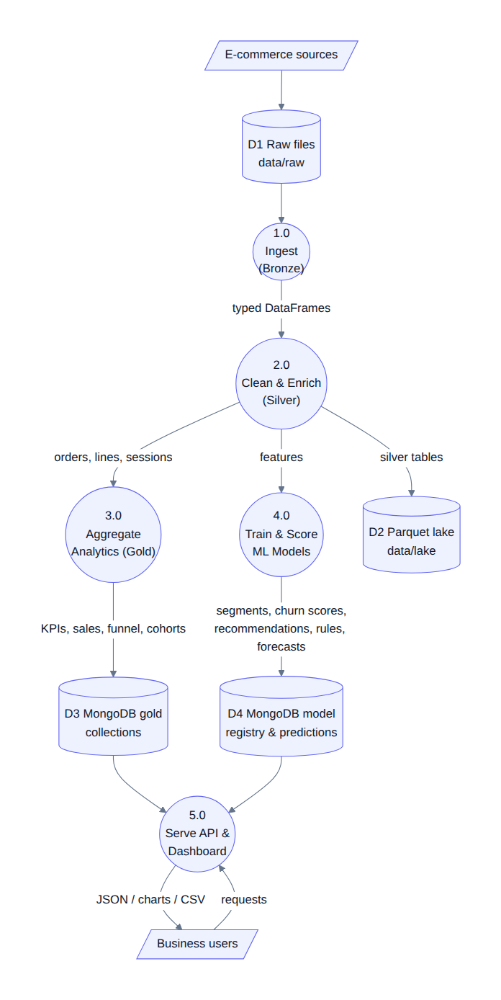 E-commerce sources
D1 Raw files
data/raw
1.0
Ingest
(Bronze)
typed DataFrames
2.0
Clean & Enrich
(Silver)
orders, lines, sessions
features
silver tables
3.0
Aggregate
Analytics (Gold)
4.0
Train & Score
ML Models
D2 Parquet lake
data/lake
KPIs, sales, funnel, cohorts
segments, churn scores,
recommendations, rules,
forecasts
D3 MongoDB gold
collections
D4 MongoDB model
registry & predictions
5.0
Serve API &
Dashboard
JSON / charts / CSV
requests
Business users